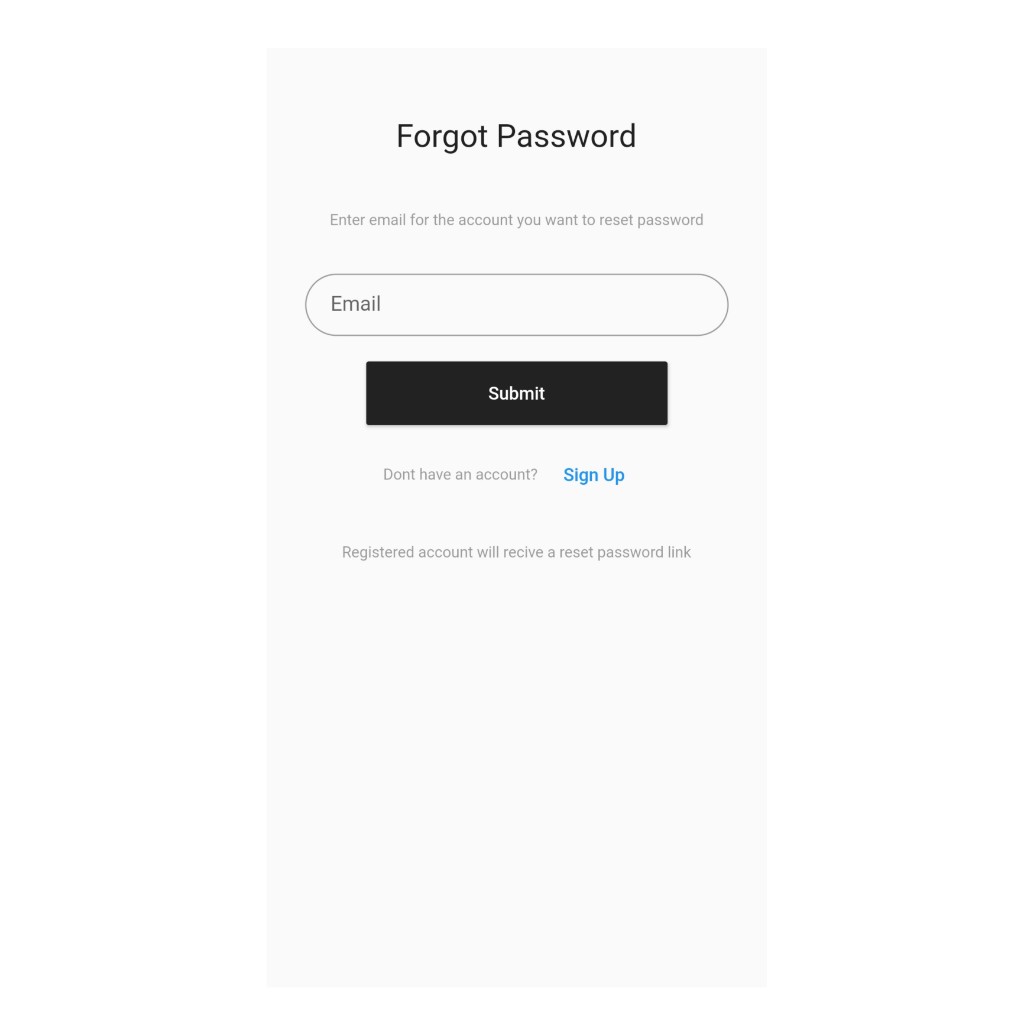 Forgot Password
Enter email for the account you want to reset password
Email
Submit
Dont have an account? Sign Up
Registered account will recive a reset password link